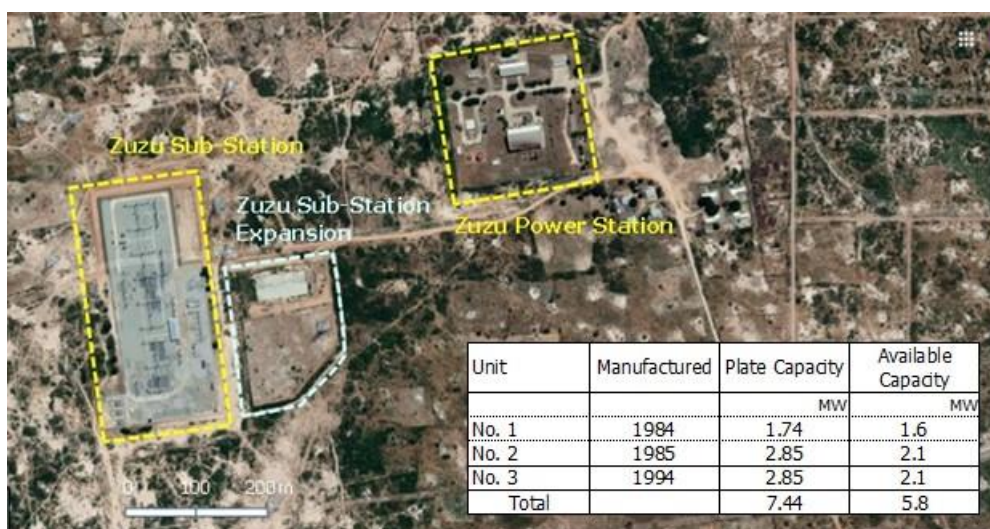 Zuzu Sub-Station
Zuzu Sub-Station
Expansion
Zuzu Power Station
0 100 200 m
Unit Manufactured Plate Capacity Available Capacity
MW MW
No. 1 1984 1.74 1.6
No. 2 1985 2.85 2.1
No. 3 1994 2.85 2.1
Total 7.44 5.8